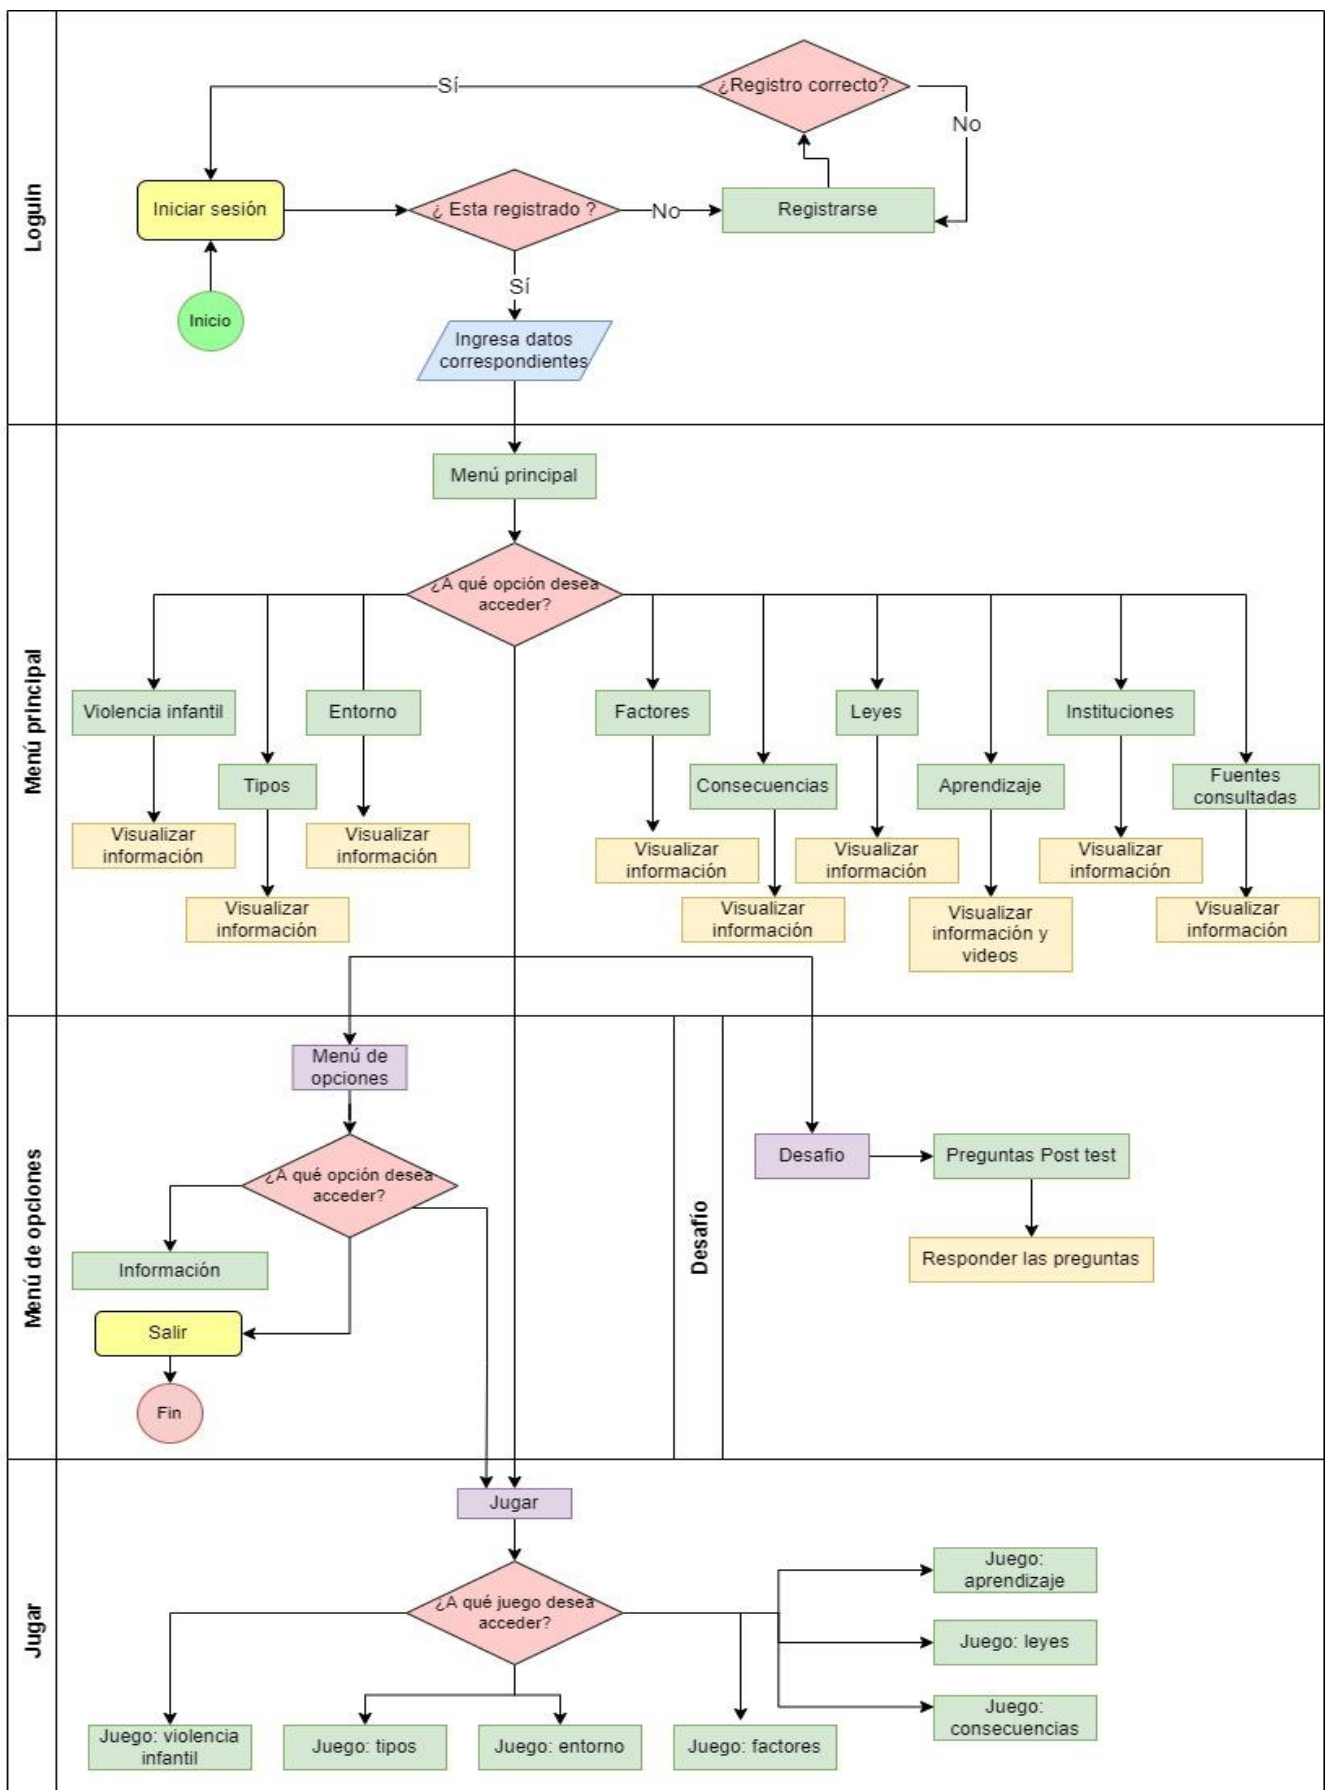 Loguin
¿Registro correcto?
Sí
No
Iniciar sesión
¿ Esta registrado ?
No
Registrarse
Sí
Inicio
Ingresa datos
correspondientes
Menú principal
Menú principal
¿A qué opción desea
acceder?
Violencia infantil
Entorno
Factores
Leyes
Instituciones
Tipos
Consecuencias
Aprendizaje
Fuentes
consultadas
Visualizar
información
Visualizar
información
Visualizar
información
Visualizar
información
Visualizar
información
Visualizar
información
Visualizar
información
Visualizar
información y
videos
Visualizar
información
Menú de opciones
Menú de
opciones
¿A qué opción desea
acceder?
Información
Salir
Fin
Desafío
Desafio
Preguntas Post test
Responder las preguntas
Jugar
Jugar
¿A qué juego desea
acceder?
Juego:
aprendizaje
Juego: leyes
Juego:
consecuencias
Juego: violencia
infantil
Juego: tipos
Juego: entorno
Juego: factores